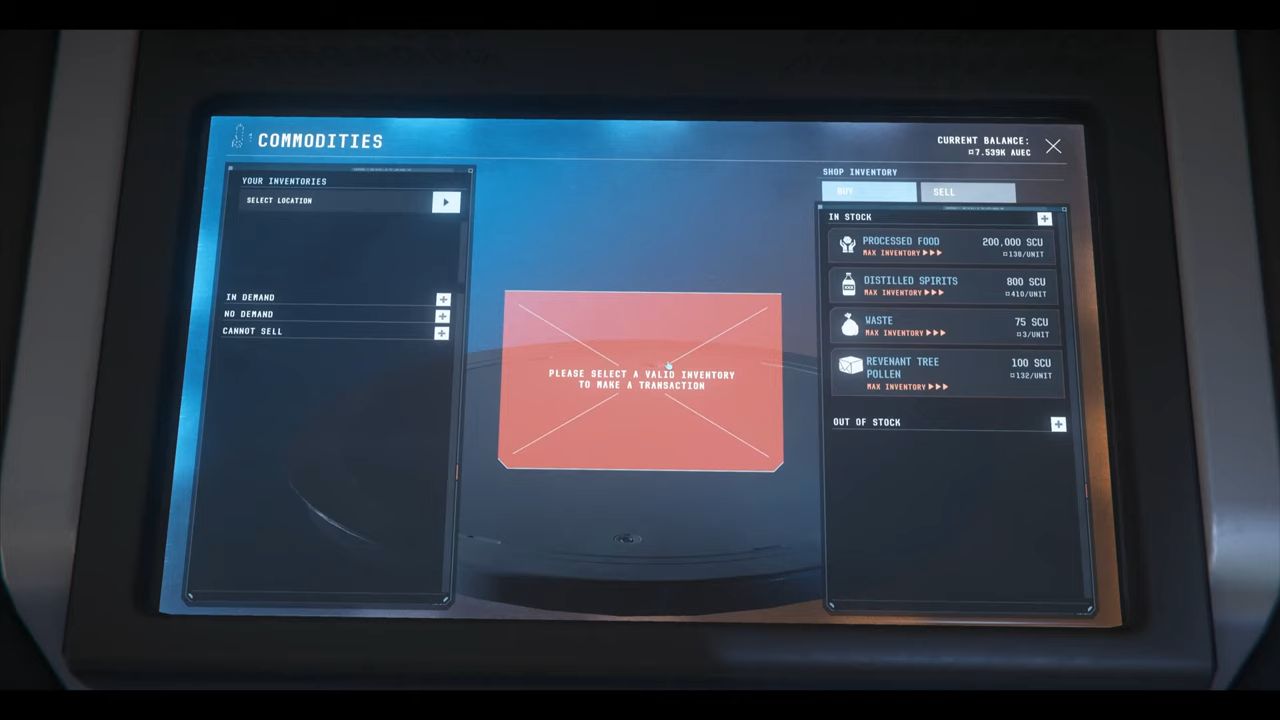 COMMODITIES
CURRENT BALANCE:
¤7.539K AUEC
YOUR INVENTORIES
SELECT LOCATION
IN DEMAND
NO DEMAND
CANNOT SELL
PLEASE SELECT A VALID INVENTORY
TO MAKE A TRANSACTION
SHOP INVENTORY
BUY
SELL
IN STOCK
PROCESSED FOOD
200,000 SCU
MAX INVENTORY
¤138/UNIT
DISTILLED SPIRITS
800 SCU
MAX INVENTORY
¤410/UNIT
WASTE
75 SCU
MAX INVENTORY
¤3/UNIT
REVENANT TREE
POLLEN
100 SCU
¤132/UNIT
MAX INVENTORY
OUT OF STOCK